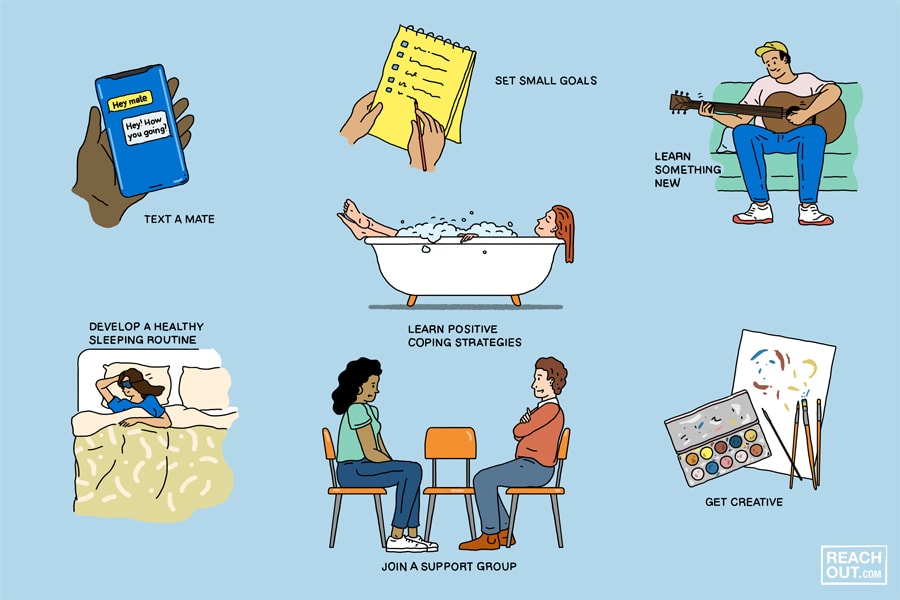 Hey mate
Hey! How
you going?
TEXT A MATE
SET SMALL GOALS
LEARN
SOMETHING
NEW
LEARN POSITIVE
COPING STRATEGIES
DEVELOP A HEALTHY
SLEEPING ROUTINE
JOIN A SUPPORT GROUP
GET CREATIVE
REACH
OUT.COM